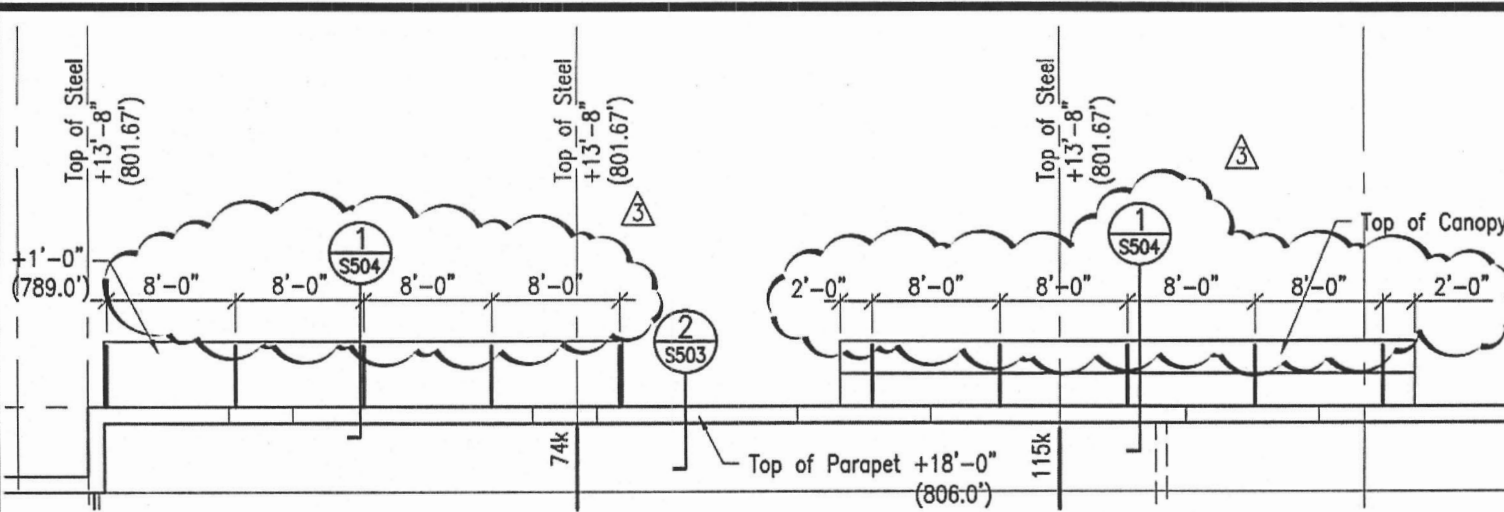 Top of Steel
+13'-8"
(801.67')
Top of Steel
+13'-8"
(801.67')
Top of Steel
+13'-8"
(801.67')
3
3
1
S504
1
S504
Top of Canopy
+1'-0"
(789.0')
8'-0"
8'-0"
8'-0"
8'-0"
2'-0"
8'-0"
8'-0"
8'-0"
8'-0"
2'-0"
2
S503
74k
115k
Top of Parapet +18'-0"
(806.0')